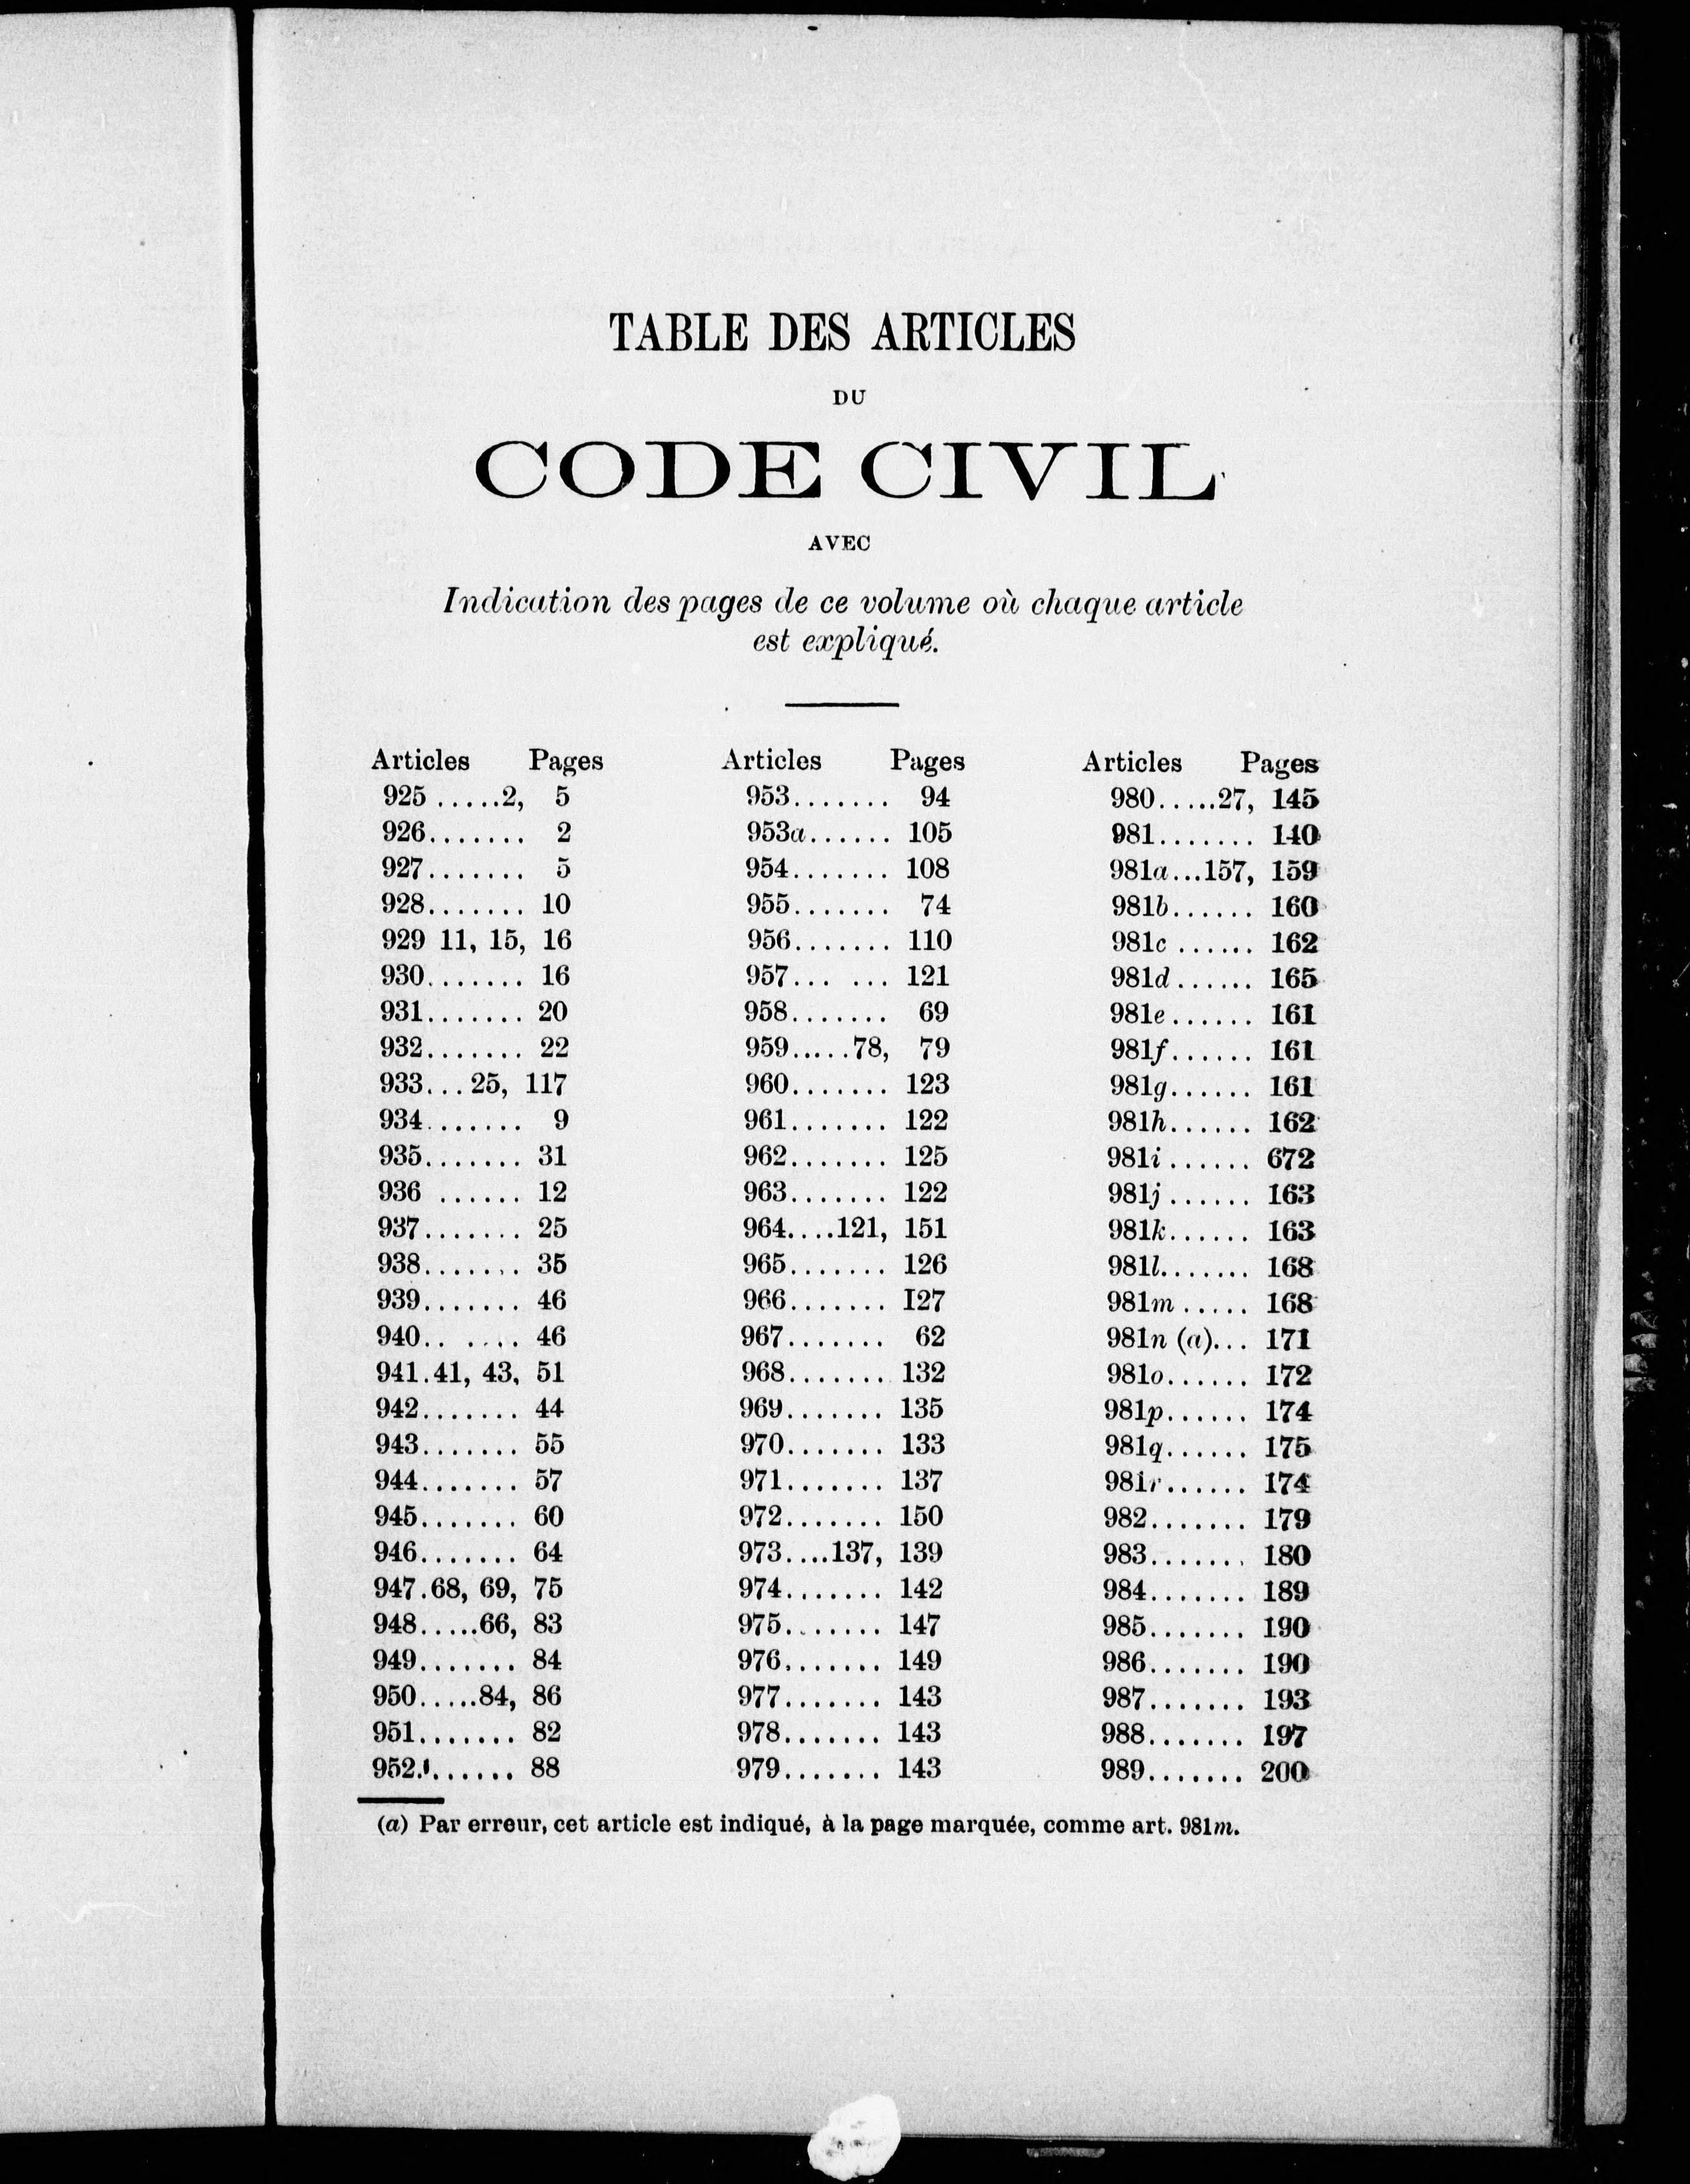 TABLE DES ARTICLES
DU
CODE CIVIL
AVEC
Indication des pages de ce volume où chaque article
est expliqué.
Articles Pages
925 .....2, 5
926....... 2
927....... 5
928....... 10
929 11, 15, 16
930....... 16
931....... 20
932....... 22
933... 25, 117
934....... 9
935....... 31
936 ...... 12
937....... 25
938....... 35
939....... 46
940.. .... 46
941.41, 43, 51
942....... 44
943....... 55
944....... 57
945....... 60
946....... 64
947.68, 69, 75
948.....66, 83
949....... 84
950.....84, 86
951....... 82
952....... 88
Articles Pages
953....... 94
953a...... 105
954....... 108
955....... 74
956....... 110
957... ... 121
958....... 69
959.....78, 79
960....... 123
961....... 122
962....... 125
963....... 122
964....121, 151
965....... 126
966....... I27
967....... 62
968....... 132
969....... 135
970....... 133
971....... 137
972....... 150
973....137, 139
974....... 142
975....... 147
976....... 149
977....... 143
978....... 143
979....... 143
Articles Pages
980.....27, 145
981....... 140
981a...157, 159
981b...... 160
981c ...... 162
981d...... 165
981e...... 161
981f...... 161
981g...... 161
981h...... 162
981i ...... 672
981j ...... 163
981k...... 163
981l....... 168
981m ..... 168
981n (a)... 171
981o...... 172
981p...... 174
981q...... 175
981r...... 174
982....... 179
983....... 180
984....... 189
985....... 190
986....... 190
987....... 193
988....... 197
989....... 200
(a) Par erreur, cet article est indiqué, à la page marquée, comme art. 981m.